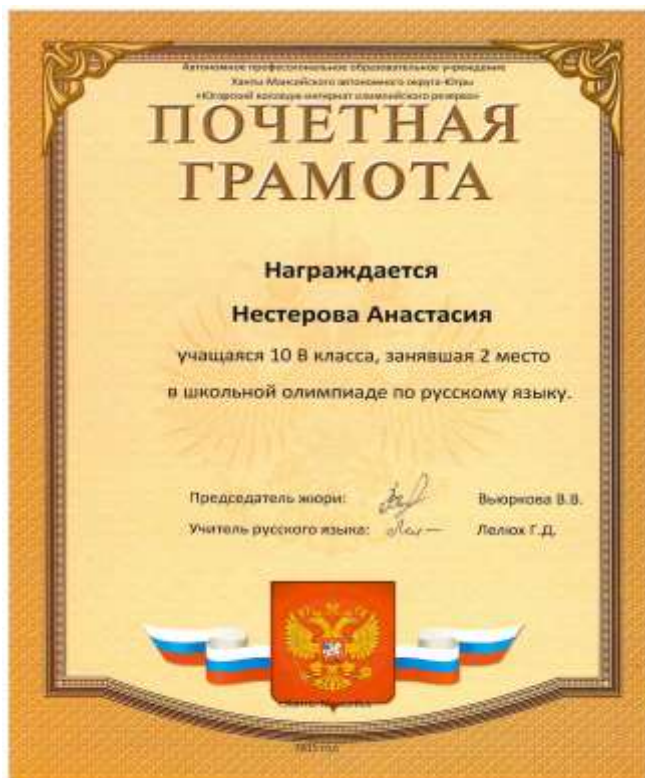 Автономное профессиональное образовательное учреждение
Ханты-Мансийского автономного округа-Югры
«Югорский колледж-интернат олимпийского резерва»
ПОЧЕТНАЯ
ГРАМОТА
Награждается
Нестерова Анастасия
учащаяся 10 В класса, занявшая 2 место
в школьной олимпиаде по русскому языку.
Председатель жюри: Вьюркова В.В.
Учитель русского языка: Лелюх Г.Д.